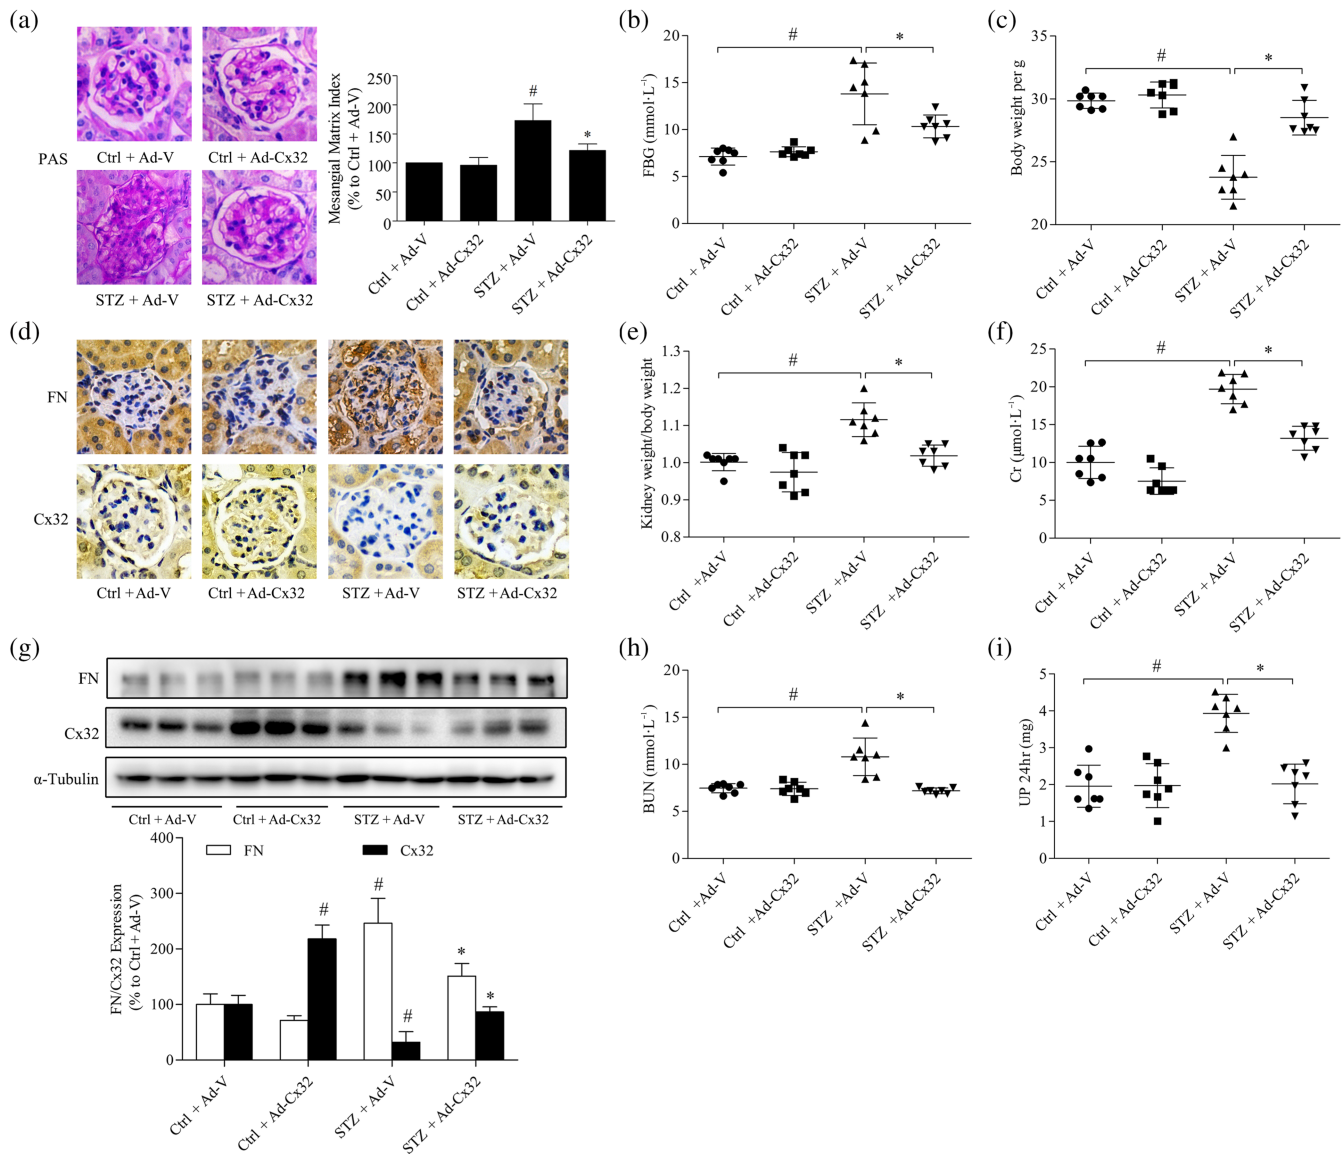 (a)
PAS
Ctrl + Ad-V
Ctrl + Ad-Cx32
STZ + Ad-V
STZ + Ad-Cx32
Mesangial Matrix Index
(% to Ctrl + Ad-V)
250
200
150
100
50
0
#
*
Ctrl + Ad-V
Ctrl + Ad-Cx32
STZ + Ad-V
STZ + Ad-Cx32
(b)
FBG (mmol·L⁻¹)
20
15
10
5
0
#
*
Ctrl + Ad-V
Ctrl + Ad-Cx32
STZ + Ad-V
STZ + Ad-Cx32
(c)
Body weight per g
35
30
25
20
#
*
Ctrl + Ad-V
Ctrl + Ad-Cx32
STZ + Ad-V
STZ + Ad-Cx32
(d)
FN
Cx32
Ctrl +Ad-V
Ctrl +Ad-Cx32
STZ +Ad-V
STZ +Ad-Cx32
(e)
Kidney weight/body weight
1.3
1.2
1.1
1.0
0.9
0.8
#
*
Ctrl +Ad-V
Ctrl +Ad-Cx32
STZ +Ad-V
STZ +Ad-Cx32
(f)
Cr (μmol·L⁻¹)
25
20
15
10
5
0
#
*
Ctrl + Ad-V
Ctrl + Ad-Cx32
STZ + Ad-V
STZ + Ad-Cx32
(g)
FN
Cx32
α-Tubulin
Ctrl + Ad-V
Ctrl + Ad-Cx32
STZ + Ad-V
STZ + Ad-Cx32
FN/Cx32 Expression
(% to Ctrl + Ad-V)
400
300
200
100
0
FN
Cx32
#
#
#
*
*
Ctrl + Ad-V
Ctrl + Ad-Cx32
STZ + Ad-V
STZ + Ad-Cx32
(h)
BUN (mmol·L⁻¹)
20
15
10
5
0
#
*
Ctrl +Ad-V
Ctrl +Ad-Cx32
STZ +Ad-V
STZ +Ad-Cx32
(i)
UP 24hr (mg)
5
4
3
2
1
0
#
*
Ctrl + Ad-V
Ctrl + Ad-Cx32
STZ + Ad-V
STZ + Ad-Cx32